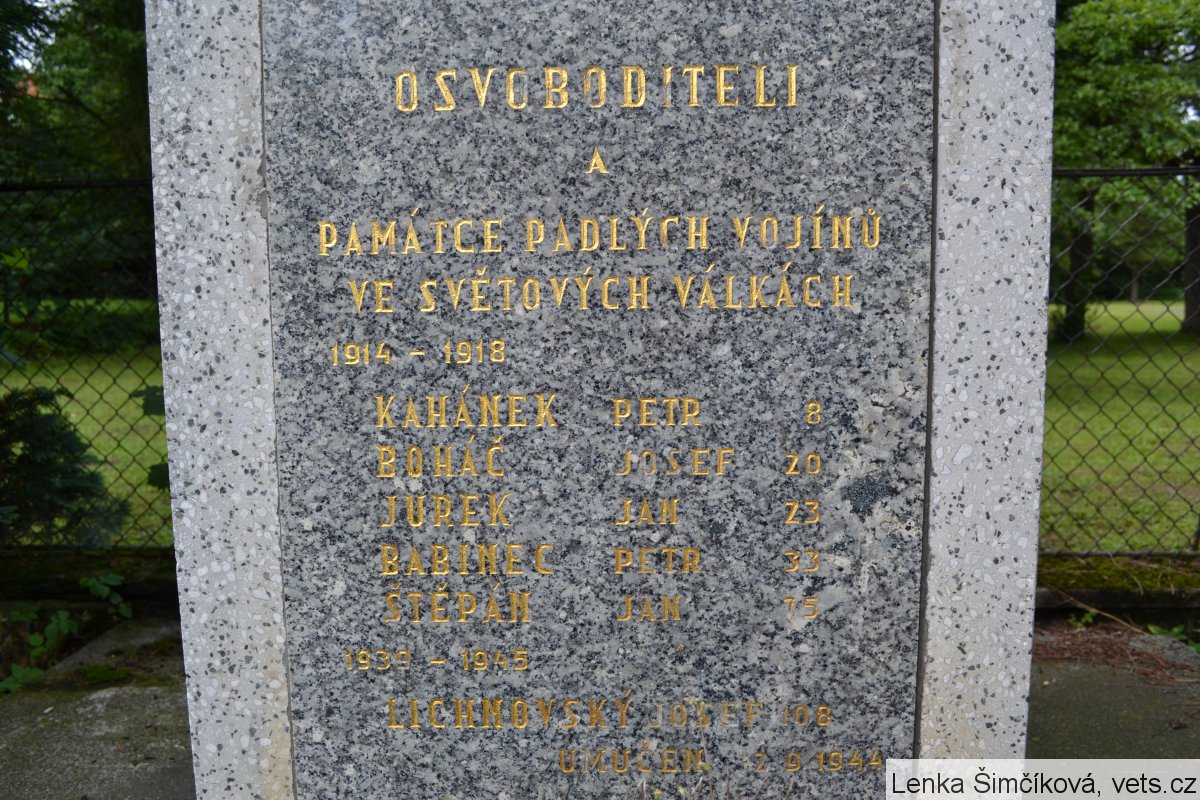 OSVOBODITELI
A
PAMÁTCE PADLÝCH VOJÍNŮ
VE SVĚTOVÝCH VÁLKÁCH
1914 - 1918
KAHÁNEK PETR 8
BOHÁČ JOSEF 20
JUREK JAN 23
BABINEC PETR 33
ŠTĚPÁN JAN 75
1939 - 1945
LICHNOVSKÝ JOSEF 108
UMUČEN 2 9 1944
Lenka Šimčíková, vets.cz